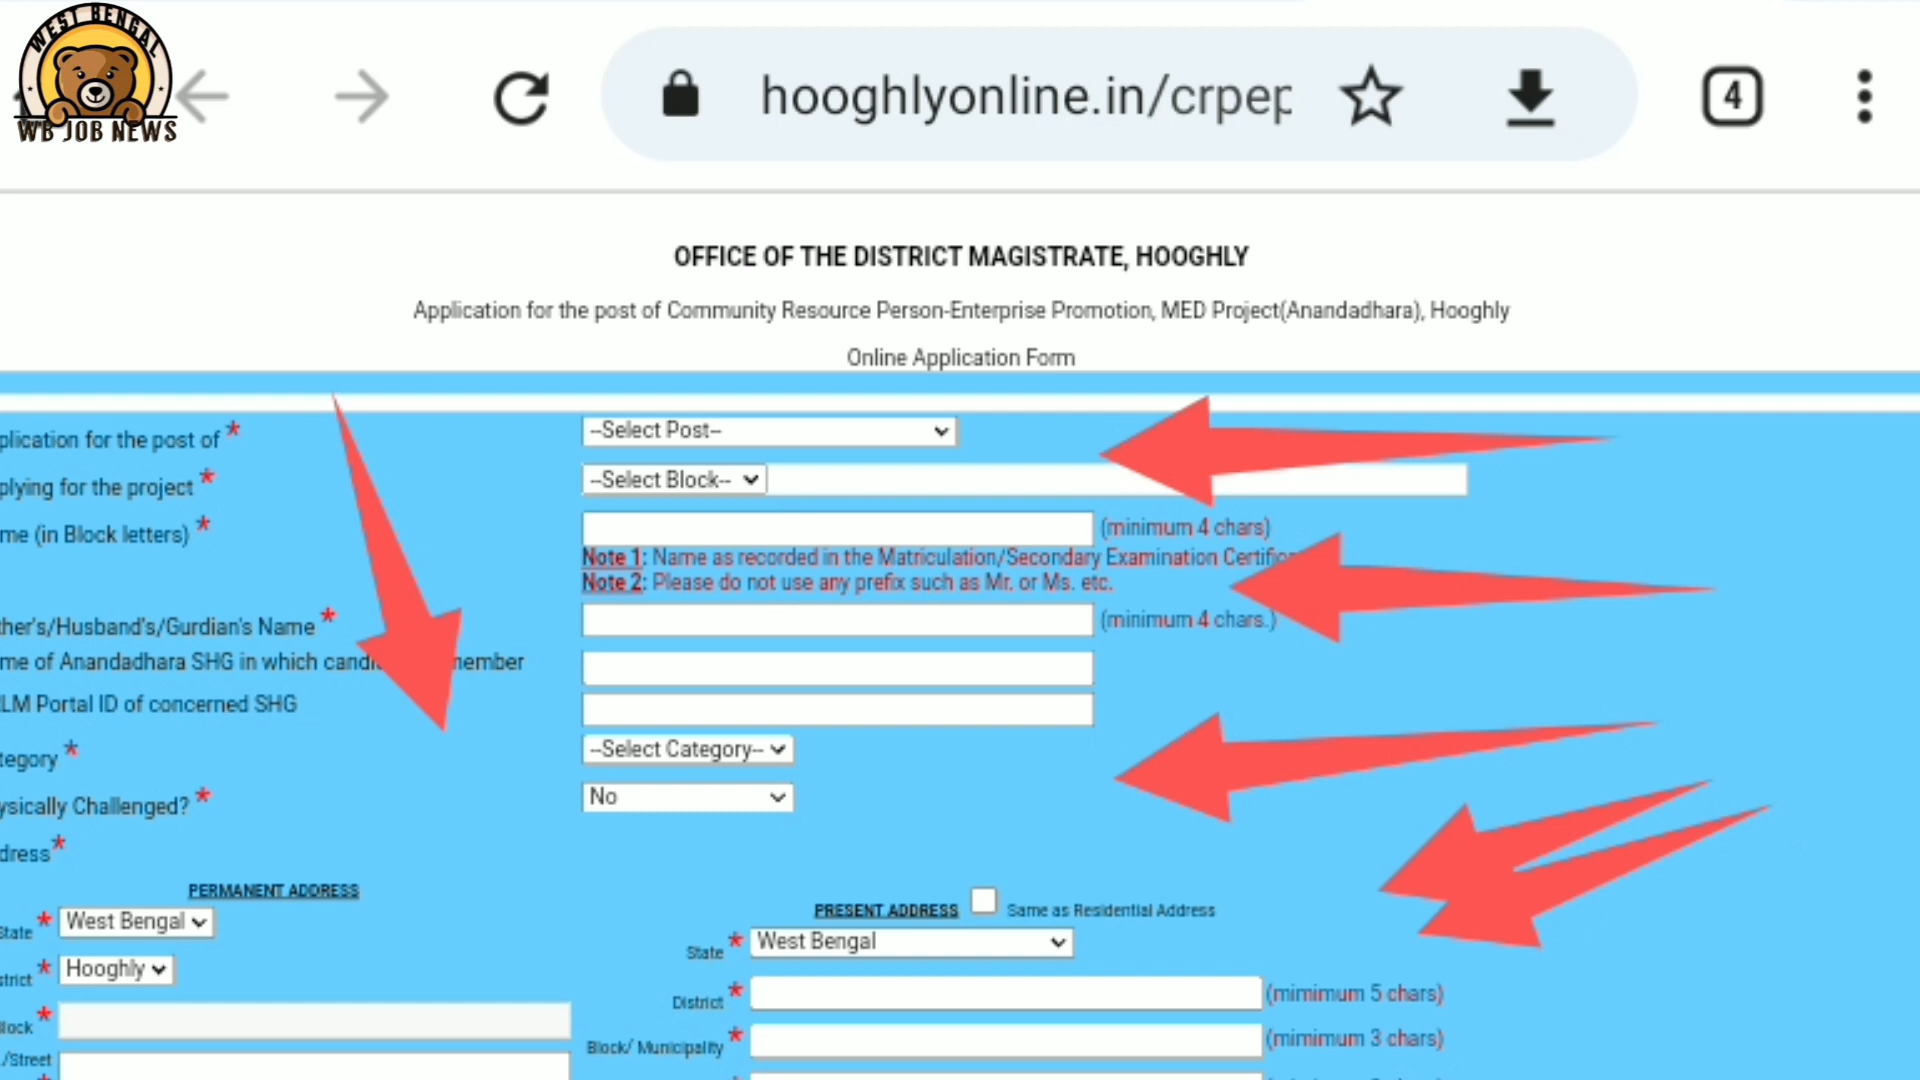 WEST BENGAL
WB JOB NEWS
hooghlyonline.in/crpep
4
OFFICE OF THE DISTRICT MAGISTRATE, HOOGHLY
Application for the post of Community Resource Person-Enterprise Promotion, MED Project(Anandadhara), Hooghly
Online Application Form
plication for the post of *
--Select Post--
plying for the project *
--Select Block--
me (in Block letters) *
(minimum 4 chars)
Note 1: Name as recorded in the Matriculation/Secondary Examination Certific
Note 2: Please do not use any prefix such as Mr. or Ms. etc.
ther's/Husband's/Gurdian's Name *
(minimum 4 chars.)
me of Anandadhara SHG in which candi member
LM Portal ID of concerned SHG
tegory *
--Select Category--
ysically Challenged? *
No
dress *
PERMANENT ADDRESS
PRESENT ADDRESS Same as Residential Address
State * West Bengal
State * West Bengal
strict * Hooghly
District * (mimimum 5 chars)
lock *
Block/ Municipality * (mimimum 3 chars)
./Street